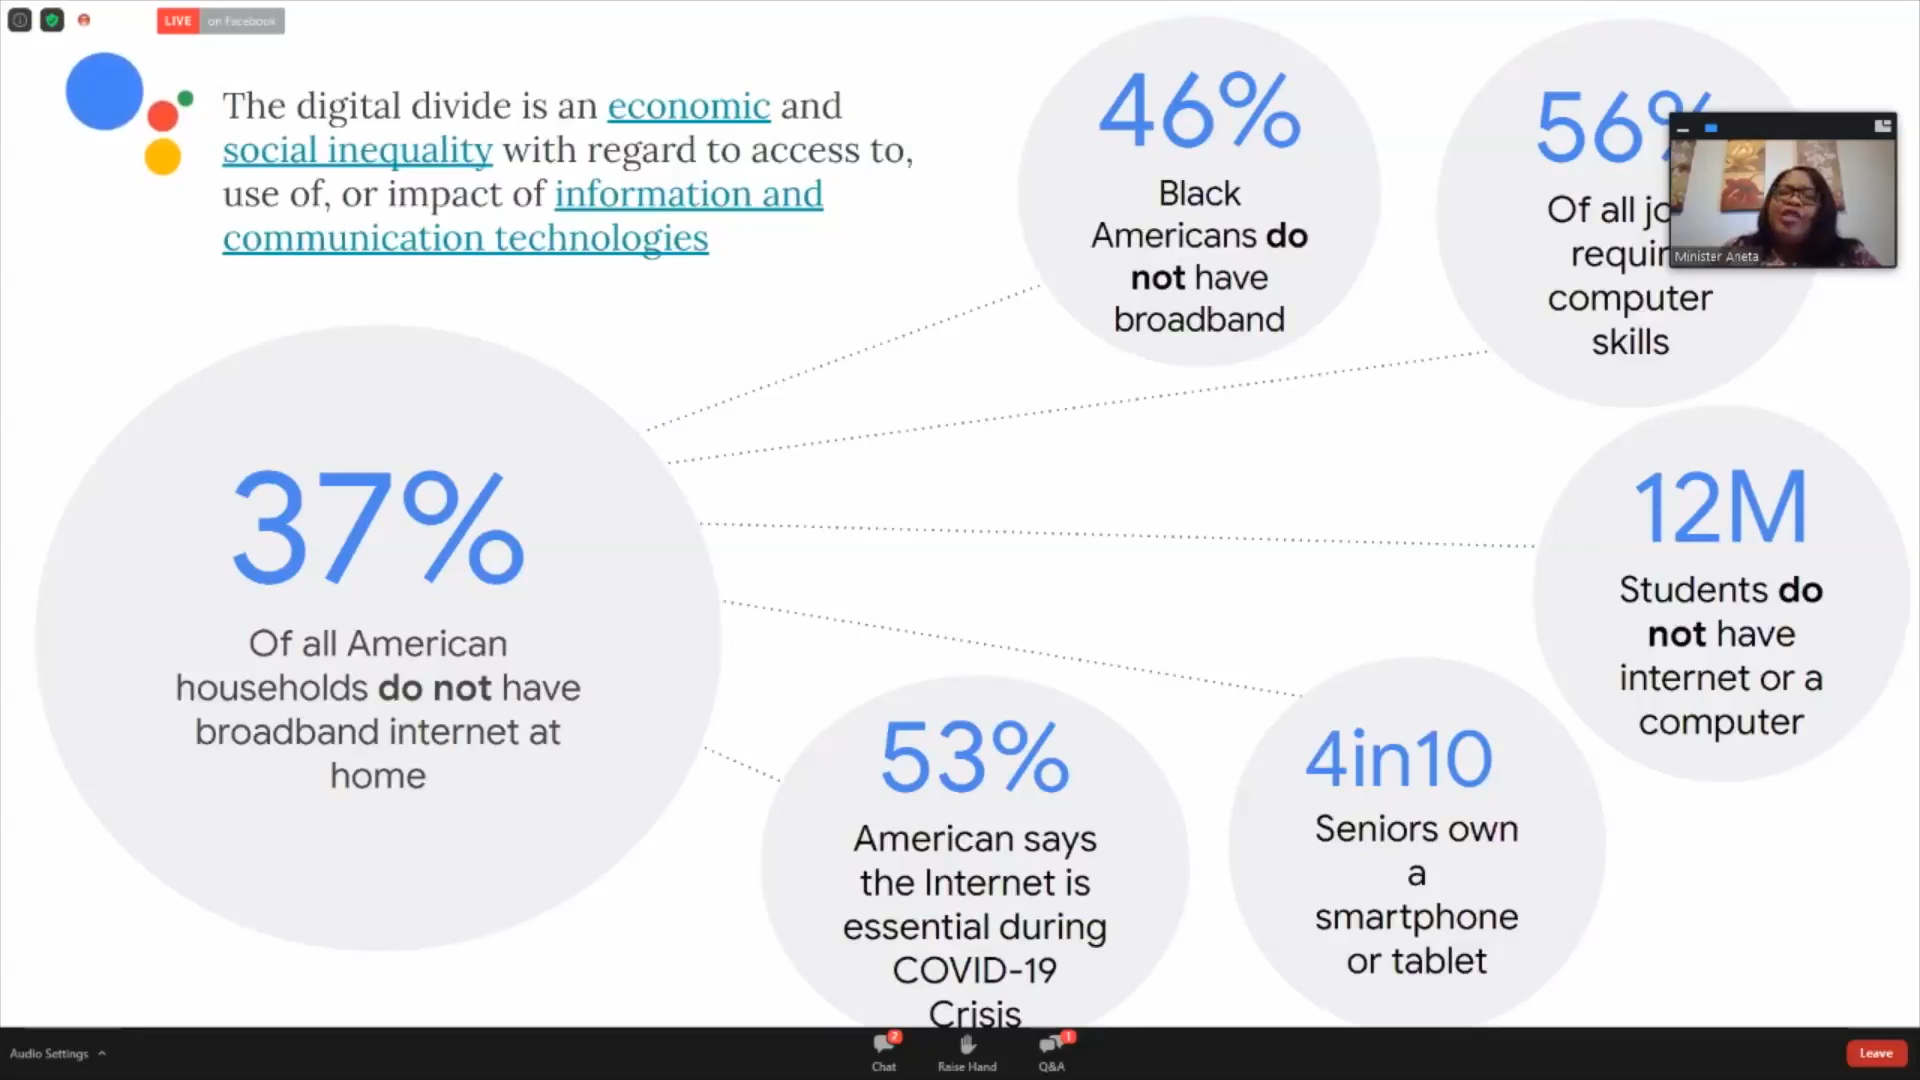 LIVE on Facebook
The digital divide is an economic and
social inequality with regard to access to,
use of, or impact of information and
communication technologies
46%
Black
Americans do
not have
broadband
56%
Of all
computer
skills
Minister Aneta
37%
Of all American
households do not have
broadband internet at
home
12M
Students do
not have
internet or a
computer
53%
American says
the Internet is
essential during
COVID-19
Crisis
4in10
Seniors own
a
smartphone
or tablet
Audio Settings
Chat
2
Raise Hand
Q&A
1
Leave